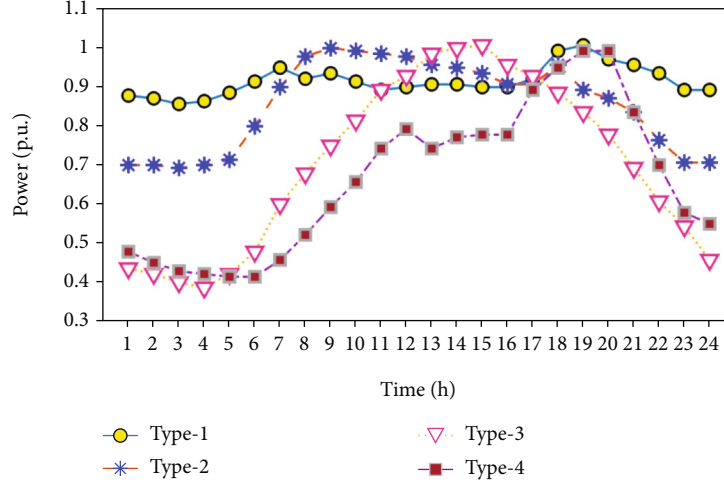 1.1
1
0.9
0.8
0.7
0.6
0.5
0.4
0.3
Power (p.u.)
1 2 3 4 5 6 7 8 9 10 11 12 13 14 15 16 17 18 19 20 21 22 23 24
Time (h)
Type-1 Type-3
Type-2 Type-4